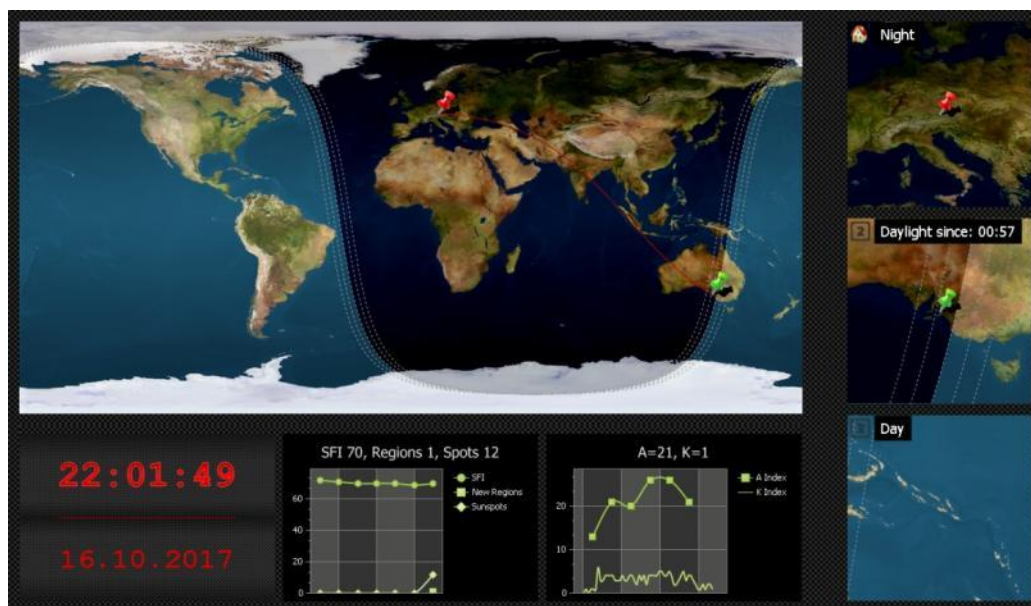 Night
2
Daylight since: 00:57
Day
22:01:49
16.10.2017
SFI 70, Regions 1, Spots 12
60
40
20
0
SFI
New Regions
Sunspots
A=21, K=1
20
10
0
A Index
K Index